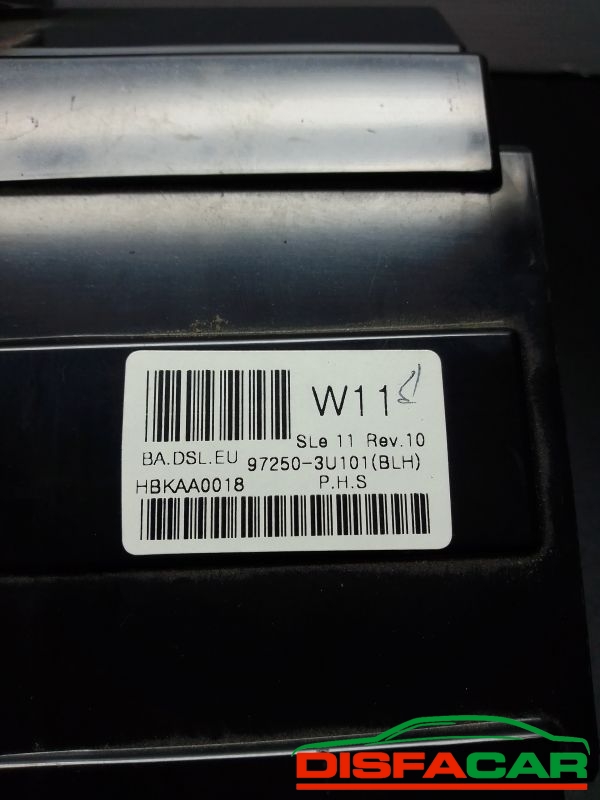 W11
SLe 11 Rev.10
BA.DSL.EU 97250-3U101(BLH)
HBKAA0018 P.H.S
DISFACAR